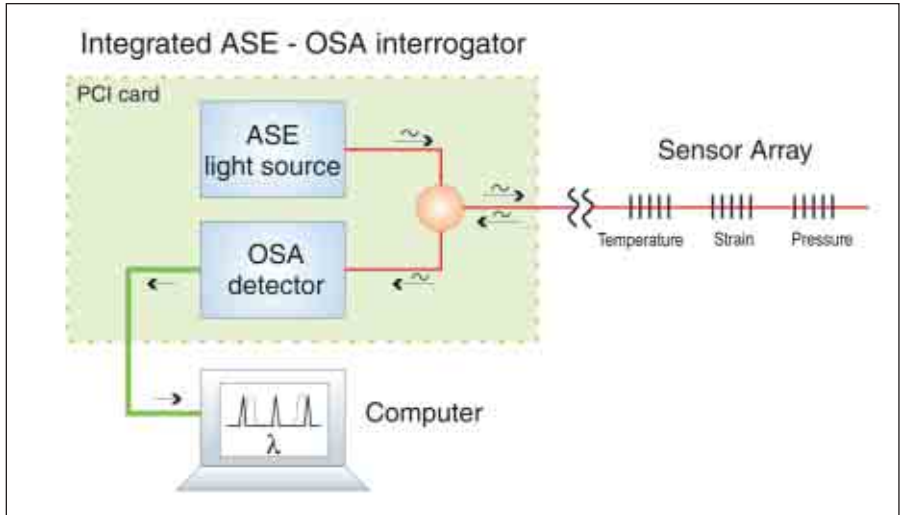 Integrated ASE - OSA interrogator
PCI card
ASE
light source
Sensor Array
Temperature
Strain
Pressure
OSA
detector
Computer
λ